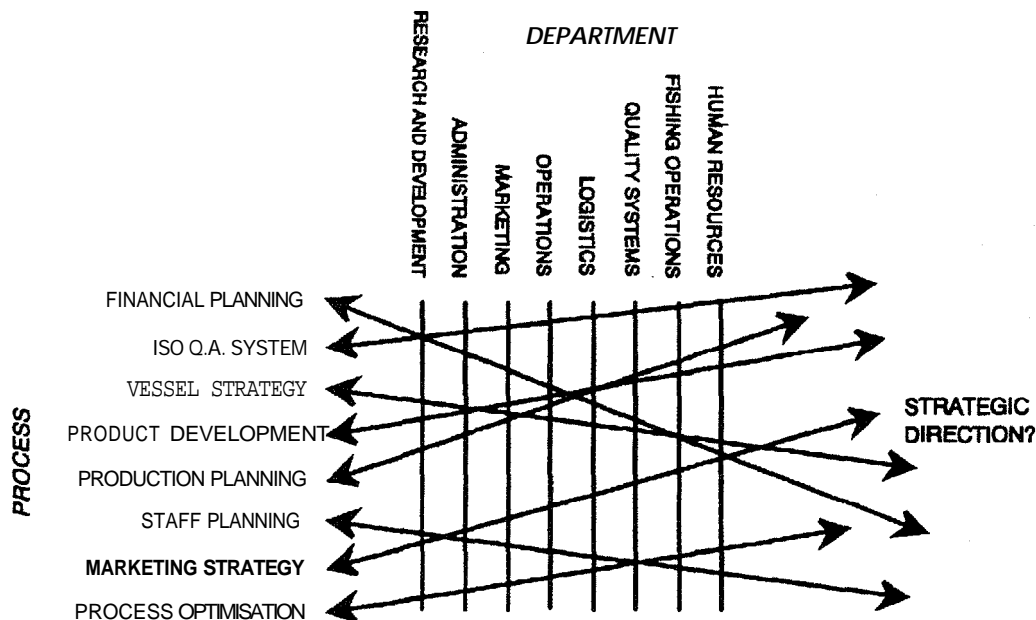 DEPARTMENT
RESEARCH AND DEVELOPMENT
ADMINISTRATION
MARKETING
OPERATIONS
LOGISTICS
QUALITY SYSTEMS
FISHING OPERATIONS
HUMAN RESOURCES
PROCESS
FINANCIAL PLANNING
ISO Q.A. SYSTEM
VESSEL STRATEGY
PRODUCT DEVELOPMENT
PRODUCTION PLANNING
STAFF PLANNING
MARKETING STRATEGY
PROCESS OPTIMISATION
STRATEGIC
DIRECTION?